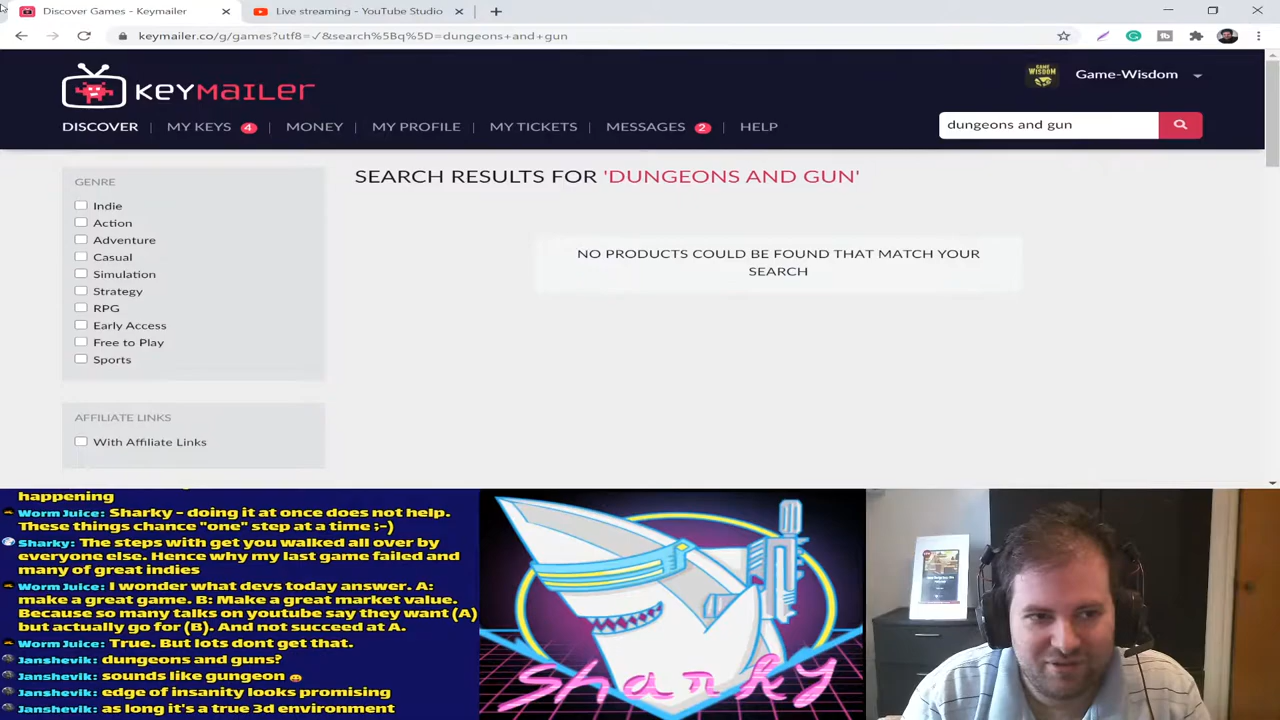 Discover Games - Keymailer
Live streaming - YouTube Studio
keymailer.co/g/games?utf8=✓&search%5Bq%5D=dungeons+and+gun
KEYMAILER
GAME WISDOM
Game-Wisdom
DISCOVER | MY KEYS 4 | MONEY | MY PROFILE | MY TICKETS | MESSAGES 2 | HELP
dungeons and gun
GENRE
Indie
Action
Adventure
Casual
Simulation
Strategy
RPG
Early Access
Free to Play
Sports
AFFILIATE LINKS
With Affiliate Links
SEARCH RESULTS FOR 'DUNGEONS AND GUN'
NO PRODUCTS COULD BE FOUND THAT MATCH YOUR
SEARCH
happening
Worm Juice: Sharky - doing it at once does not help.
These things chance "one" step at a time ;-)
Sharky: The steps with get you walked all over by
everyone else. Hence why my last game failed and
many of great indies
Worm Juice: I wonder what devs today answer. A:
make a great game. B: Make a great market value.
Because so many talks on youtube say they want (A)
but actually go for (B). And not succeed at A.
Worm Juice: True. But lots dont get that.
Janshevik: dungeons and guns?
Janshevik: sounds like gungeon 😛
Janshevik: edge of insanity looks promising
Janshevik: as long it's a true 3d environment
Sharky